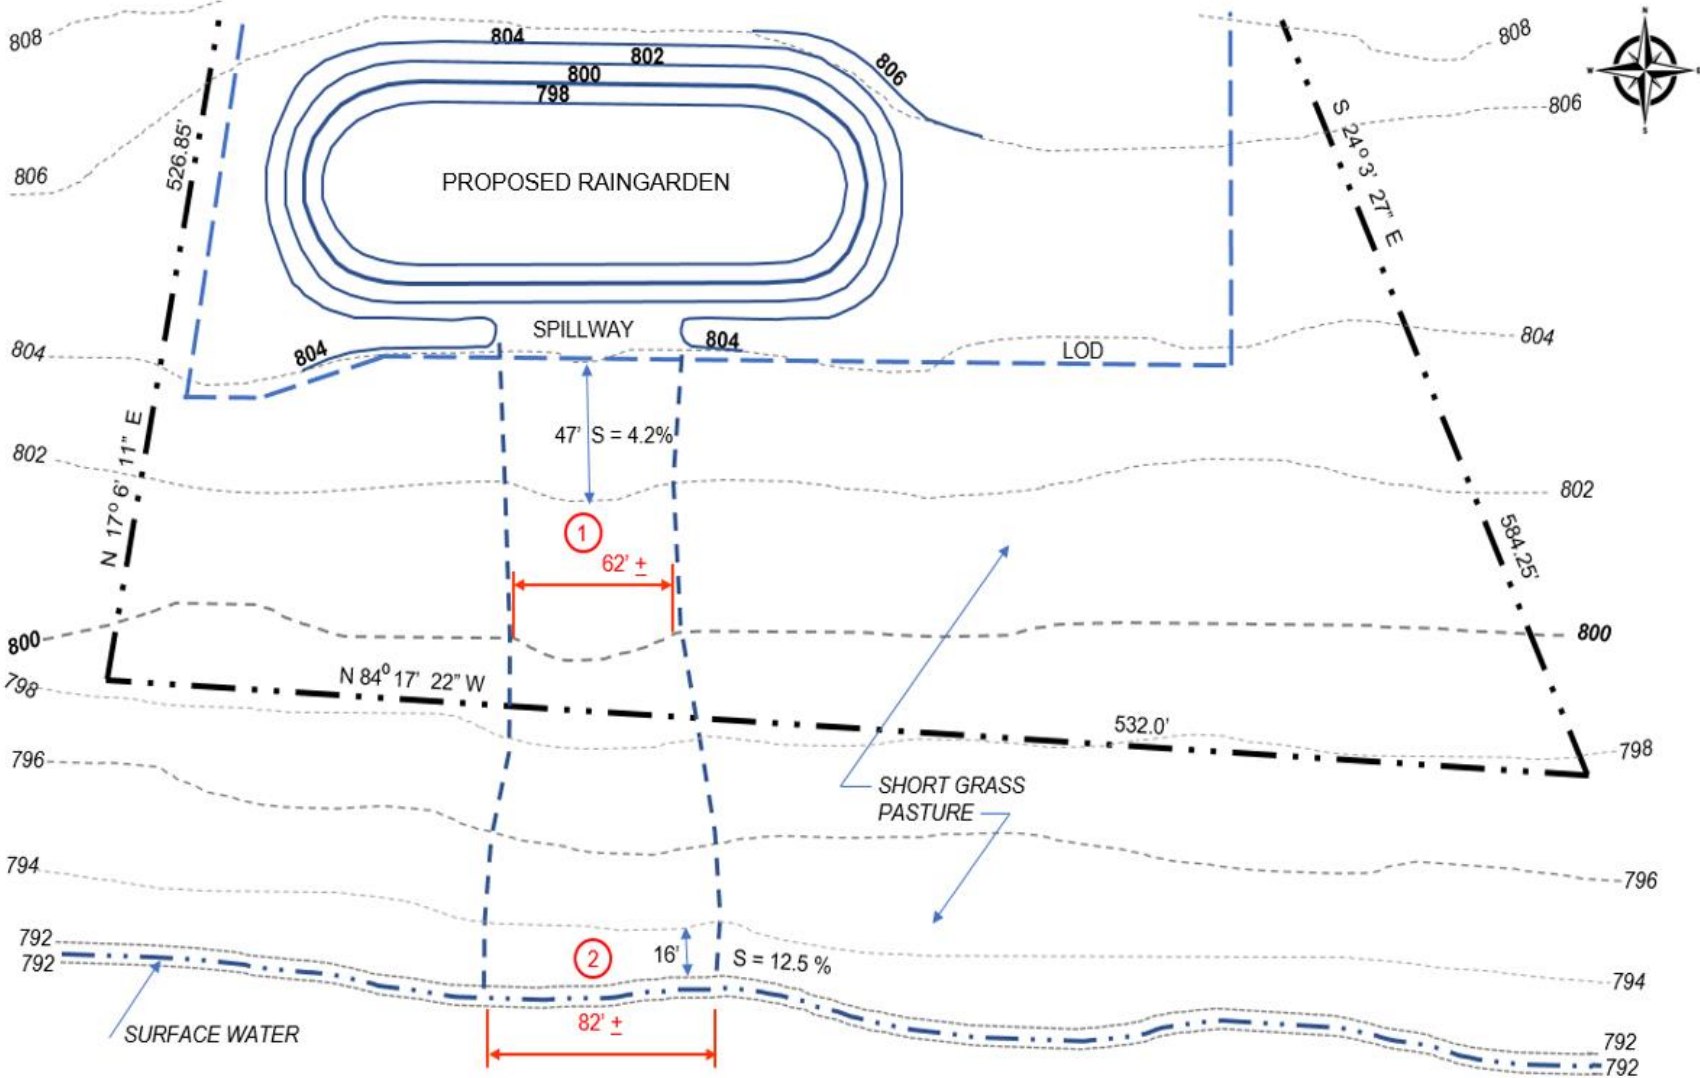 808
804
802
806
800
798
808
N
W
E
S
806
526.85'
S 24° 3' 27" E
806
PROPOSED RAINGARDEN
SPILLWAY
804
804
804
LOD
804
802
47' S = 4.2%
N 17° 6' 11" E
802
584.25'
1
62' ±
800
800
798
N 84° 17' 22" W
532.0'
798
796
SHORT GRASS
PASTURE
794
796
792
792
2
16'
S = 12.5 %
794
SURFACE WATER
82' ±
792
792